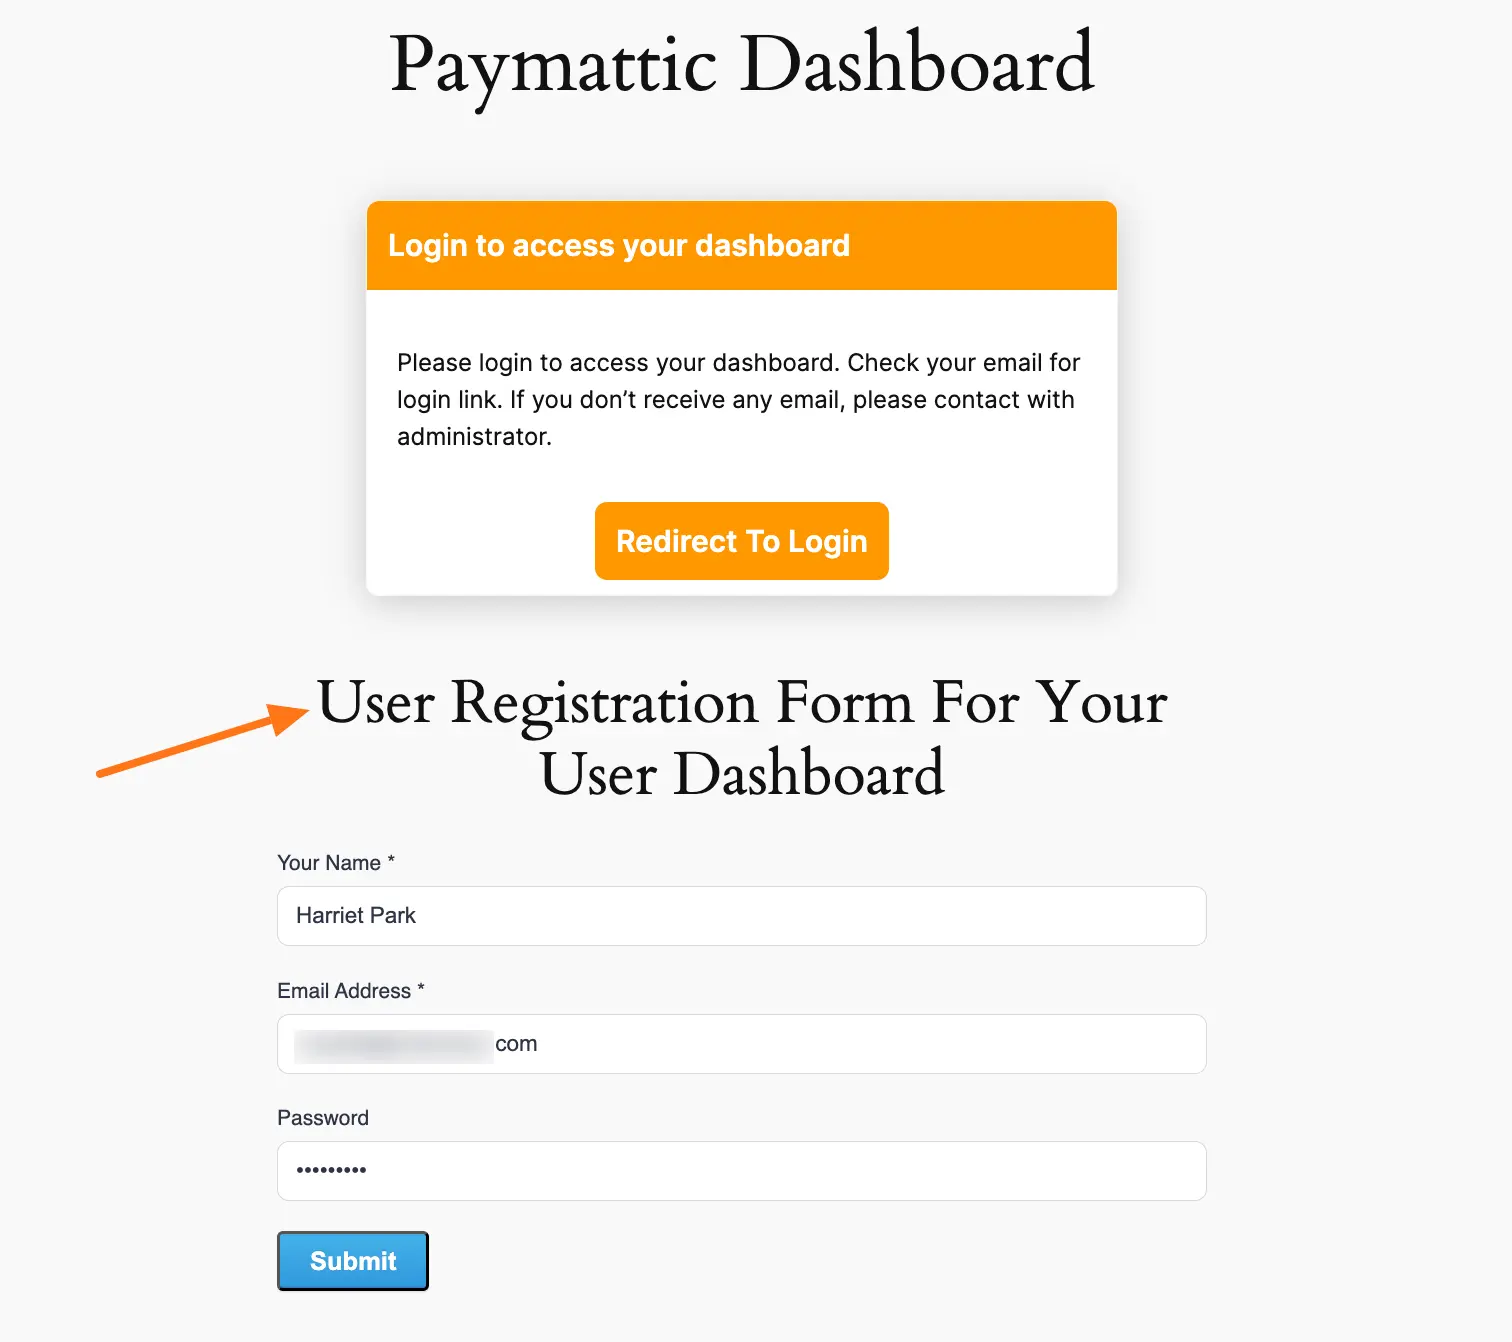 Paymattic Dashboard
Login to access your dashboard
Please login to access your dashboard. Check your email for
login link. If you don’t receive any email, please contact with
administrator.
Redirect To Login
User Registration Form For Your
User Dashboard
Your Name *
Harriet Park
Email Address *
com
Password
•••••••••
Submit